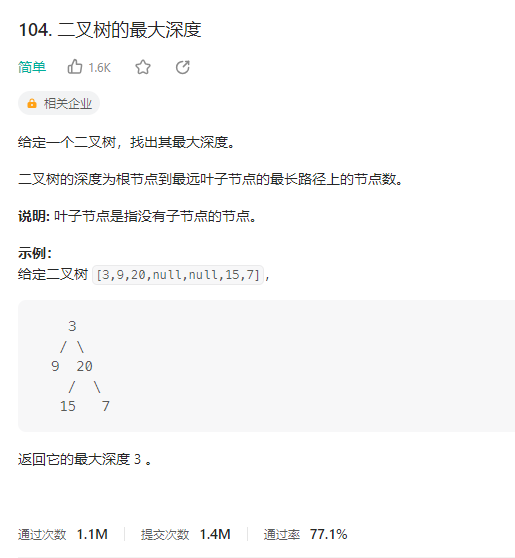 104. 二叉树的最大深度
简单 1.6K
相关企业
给定一个二叉树，找出其最大深度。
二叉树的深度为根节点到最远叶子节点的最长路径上的节点数。
说明: 叶子节点是指没有子节点的节点。
示例：
给定二叉树 [3,9,20,null,null,15,7]，
3
/ \
9 20
/ \
15 7
返回它的最大深度 3 。
通过次数 1.1M 提交次数 1.4M 通过率 77.1%